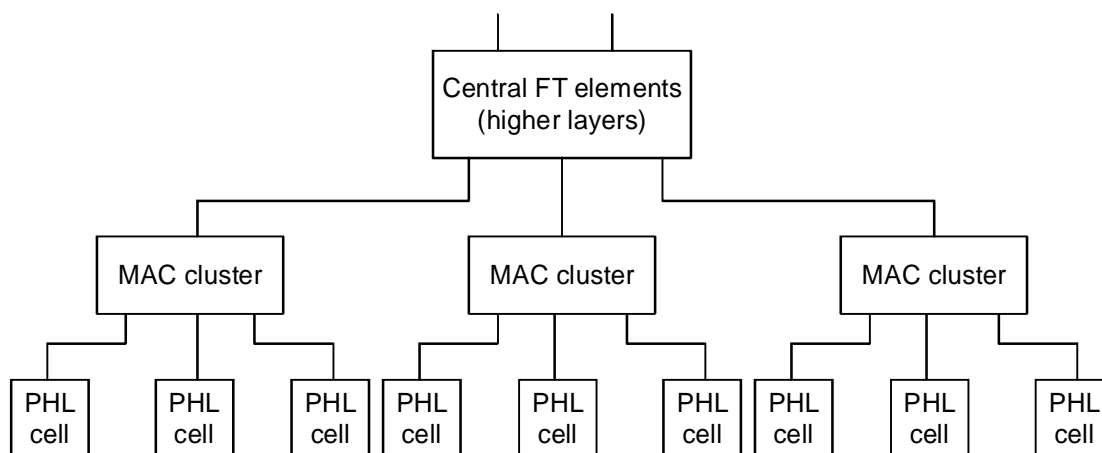 Central FT elements
(higher layers)
MAC cluster
MAC cluster
MAC cluster
PHL
cell
PHL
cell
PHL
cell
PHL
cell
PHL
cell
PHL
cell
PHL
cell
PHL
cell
PHL
cell